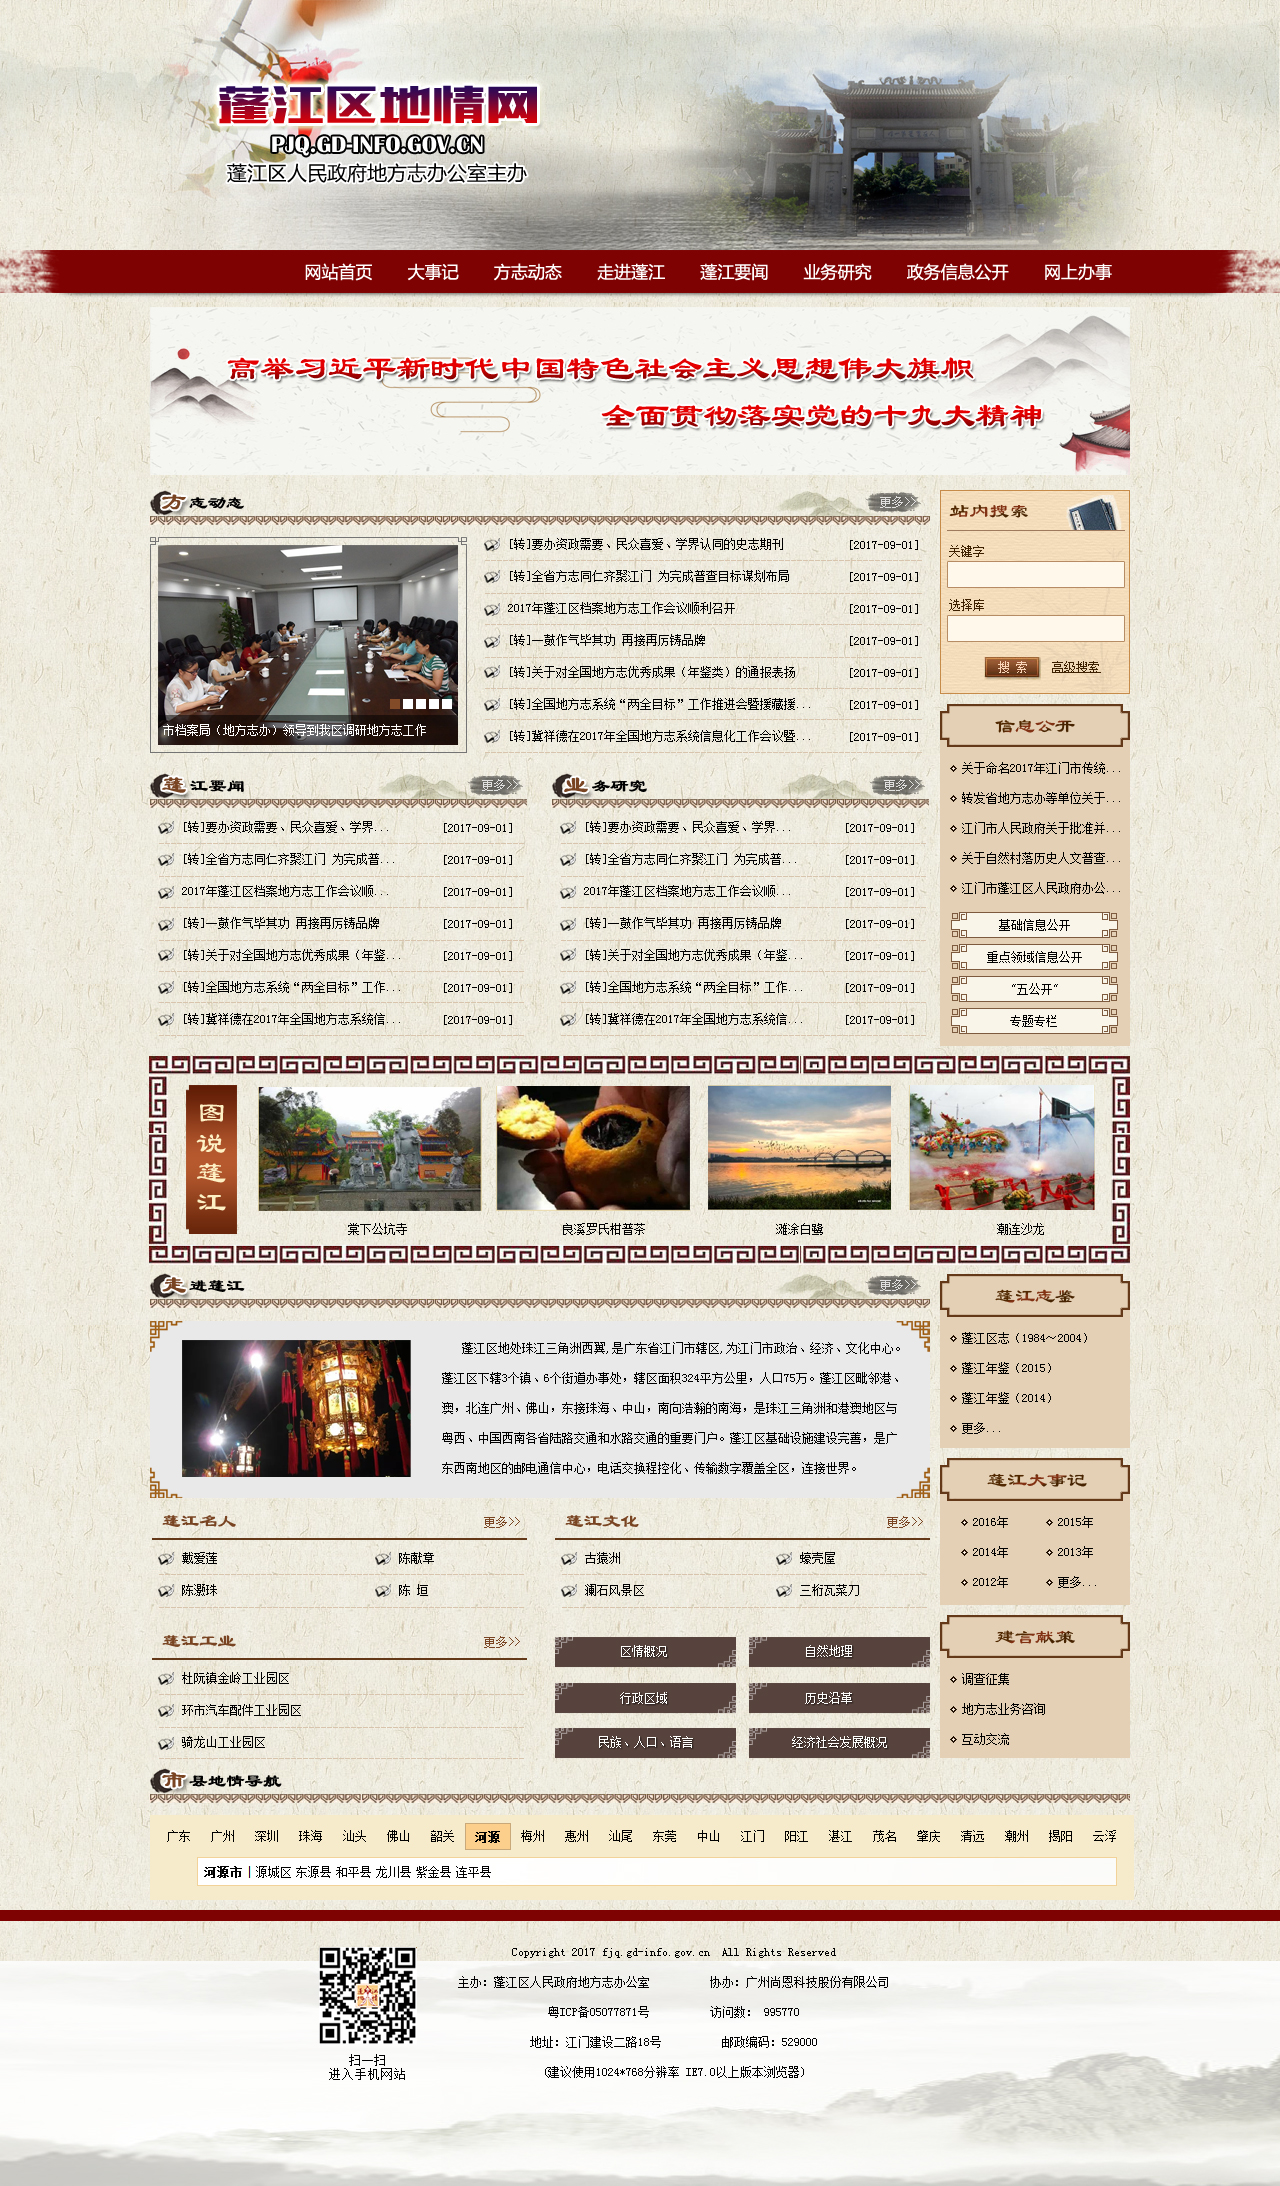 蓬江区地情网
PJQ.GD-INFO.GOV.CN
蓬江区人民政府地方志办公室主办
网站首页 大事记 方志动态 走进蓬江 蓬江要闻 业务研究 政务信息公开 网上办事
高举习近平新时代中国特色社会主义思想伟大旗帜
全面贯彻落实党的十九大精神
方志动态 更多>>
市档案局（地方志办）领导到我区调研地方志工作
[转]要办资政需要、民众喜爱、学界认同的史志期刊 [2017-09-01]
[转]全省方志同仁齐聚江门 为完成普查目标谋划布局 [2017-09-01]
2017年蓬江区档案地方志工作会议顺利召开 [2017-09-01]
[转]一鼓作气毕其功 再接再厉铸品牌 [2017-09-01]
[转]关于对全国地方志优秀成果（年鉴类）的通报表扬 [2017-09-01]
[转]全国地方志系统“两全目标”工作推进会暨援藏援... [2017-09-01]
[转]冀祥德在2017年全国地方志系统信息化工作会议暨... [2017-09-01]
站内搜索
关键字
选择库
搜 索 高级搜索
信息公开
关于命名2017年江门市传统...
转发省地方志办等单位关于...
江门市人民政府关于批准并...
关于自然村落历史人文普查...
江门市蓬江区人民政府办公...
基础信息公开
重点领域信息公开
“五公开“
专题专栏
蓬江要闻 更多>>
[转]要办资政需要、民众喜爱、学界... [2017-09-01]
[转]全省方志同仁齐聚江门 为完成普... [2017-09-01]
2017年蓬江区档案地方志工作会议顺... [2017-09-01]
[转]一鼓作气毕其功 再接再厉铸品牌 [2017-09-01]
[转]关于对全国地方志优秀成果（年鉴... [2017-09-01]
[转]全国地方志系统“两全目标”工作... [2017-09-01]
[转]冀祥德在2017年全国地方志系统信... [2017-09-01]
业务研究 更多>>
[转]要办资政需要、民众喜爱、学界... [2017-09-01]
[转]全省方志同仁齐聚江门 为完成普... [2017-09-01]
2017年蓬江区档案地方志工作会议顺... [2017-09-01]
[转]一鼓作气毕其功 再接再厉铸品牌 [2017-09-01]
[转]关于对全国地方志优秀成果（年鉴... [2017-09-01]
[转]全国地方志系统“两全目标”工作... [2017-09-01]
[转]冀祥德在2017年全国地方志系统信... [2017-09-01]
图说蓬江
棠下公坑寺 良溪罗氏柑普茶 滩涂白鹭 潮连沙龙
走进蓬江 更多>>
蓬江区地处珠江三角洲西翼,是广东省江门市辖区,为江门市政治、经济、文化中心。
蓬江区下辖3个镇、6个街道办事处，辖区面积324平方公里，人口75万。蓬江区毗邻港、
澳，北连广州、佛山，东接珠海、中山，南向浩瀚的南海，是珠江三角洲和港澳地区与
粤西、中国西南各省陆路交通和水路交通的重要门户。蓬江区基础设施建设完善，是广
东西南地区的邮电通信中心，电话交换程控化、传输数字覆盖全区，连接世界。
蓬江志鉴
蓬江区志（1984～2004）
蓬江年鉴（2015）
蓬江年鉴（2014）
更多...
蓬江大事记
2016年 2015年
2014年 2013年
2012年 更多...
建言献策
调查征集
地方志业务咨询
互动交流
蓬江名人 更多>>
戴爱莲 陈献章
陈灏珠 陈 垣
蓬江文化 更多>>
古猿洲 蠔壳屋
澜石风景区 三桁瓦菜刀
蓬江工业 更多>>
杜阮镇金岭工业园区
环市汽车配件工业园区
骑龙山工业园区
区情概况 自然地理
行政区域 历史沿革
民族、人口、语言 经济社会发展概况
市县地情导航
广东 广州 深圳 珠海 汕头 佛山 韶关 河源 梅州 惠州 汕尾 东莞 中山 江门 阳江 湛江 茂名 肇庆 清远 潮州 揭阳 云浮
河源市 | 源城区 东源县 和平县 龙川县 紫金县 连平县
扫一扫
进入手机网站
Copyright 2017 fjq.gd-info.gov.cn All Rights Reserved
主办：蓬江区人民政府地方志办公室 协办：广州尚恩科技股份有限公司
粤ICP备05077871号 访问数： 995770
地址：江门建设二路18号 邮政编码：529000
（建议使用1024*768分辨率 IE7.0以上版本浏览器）